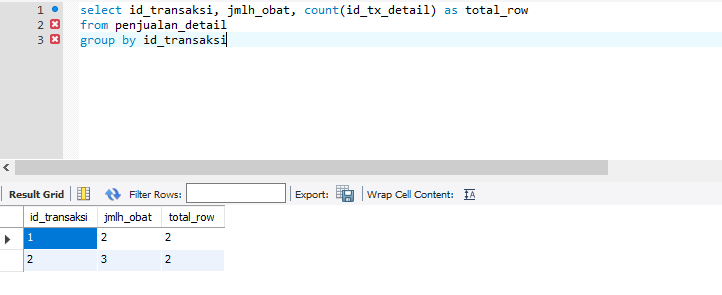 1 select id_transaksi, jmlh_obat, count(id_tx_detail) as total_row
2 from penjualan_detail
3 group by id_transaksi
Result Grid Filter Rows: Export: Wrap Cell Content: IA
id_transaksi jmlh_obat total_row
1 2 2
2 3 2